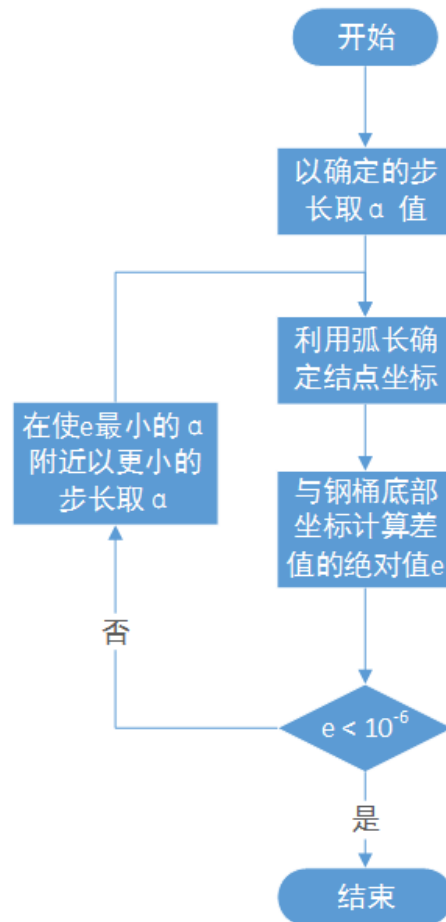 开始
以确定的步
长取α 值
利用弧长确
定结点坐标
在使e最小的α
附近以更小的
步长取α
与钢桶底部
坐标计算差
值的绝对值e
否
e < 10⁻⁶
是
结束